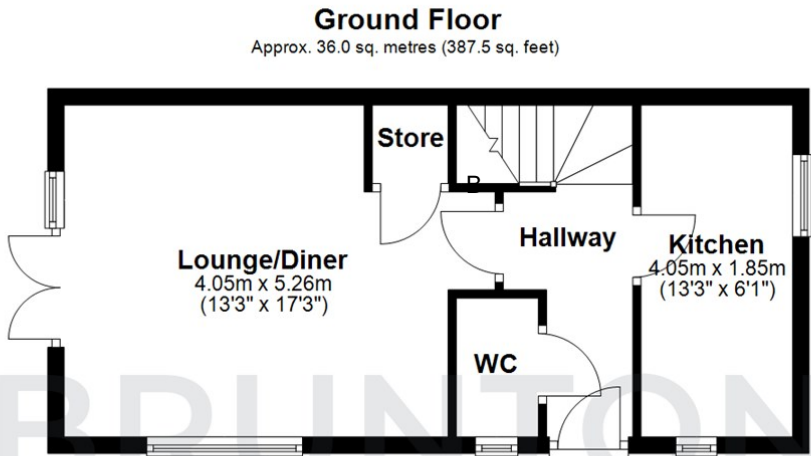 Ground Floor
Approx. 36.0 sq. metres (387.5 sq. feet)
Store
B
Hallway
Lounge/Diner
4.05m x 5.26m
(13'3" x 17'3")
Kitchen
4.05m x 1.85m
(13'3" x 6'1")
WC
BRUNTON